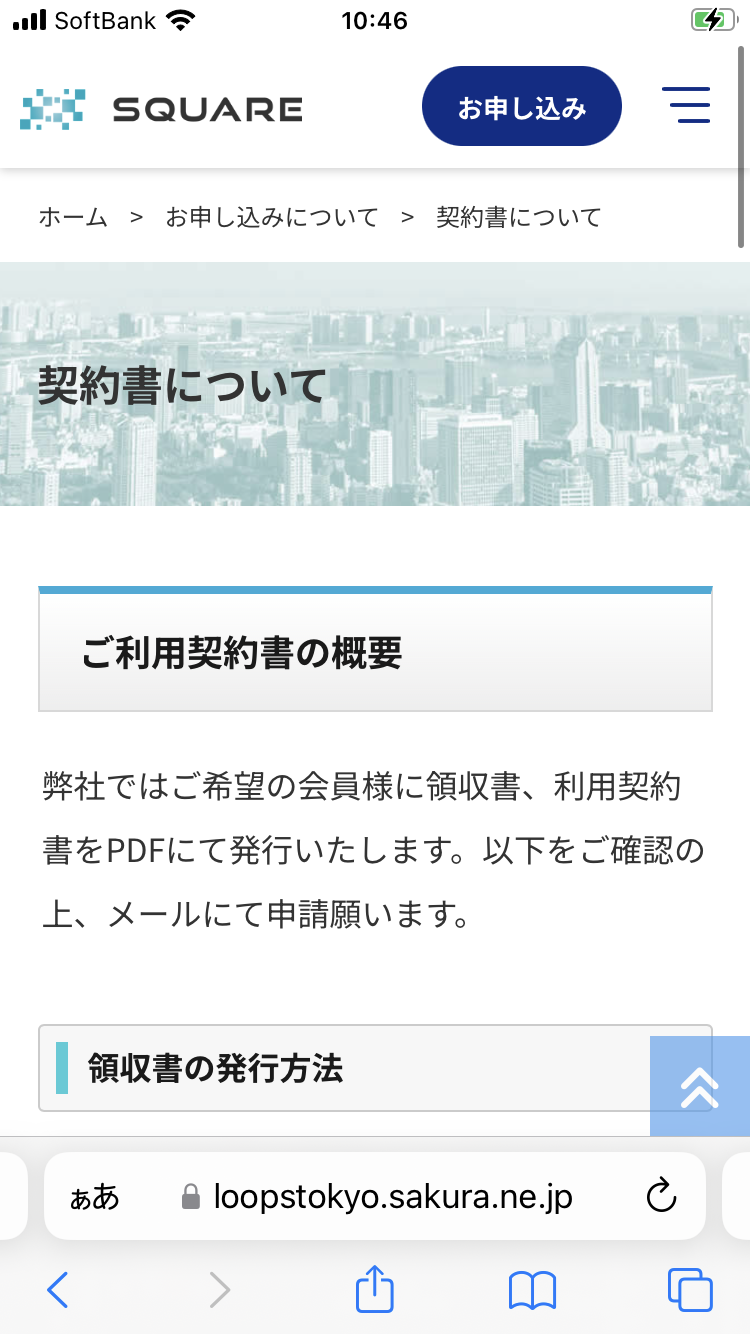 SoftBank
10:46
SQUARE
お申し込み
ホーム > お申し込みについて > 契約書について
契約書について
ご利用契約書の概要
弊社ではご希望の会員様に領収書、利用契約
書をPDFにて発行いたします。以下をご確認の
上、メールにて申請願います。
領収書の発行方法
ぁあ
loopstokyo.sakura.ne.jp